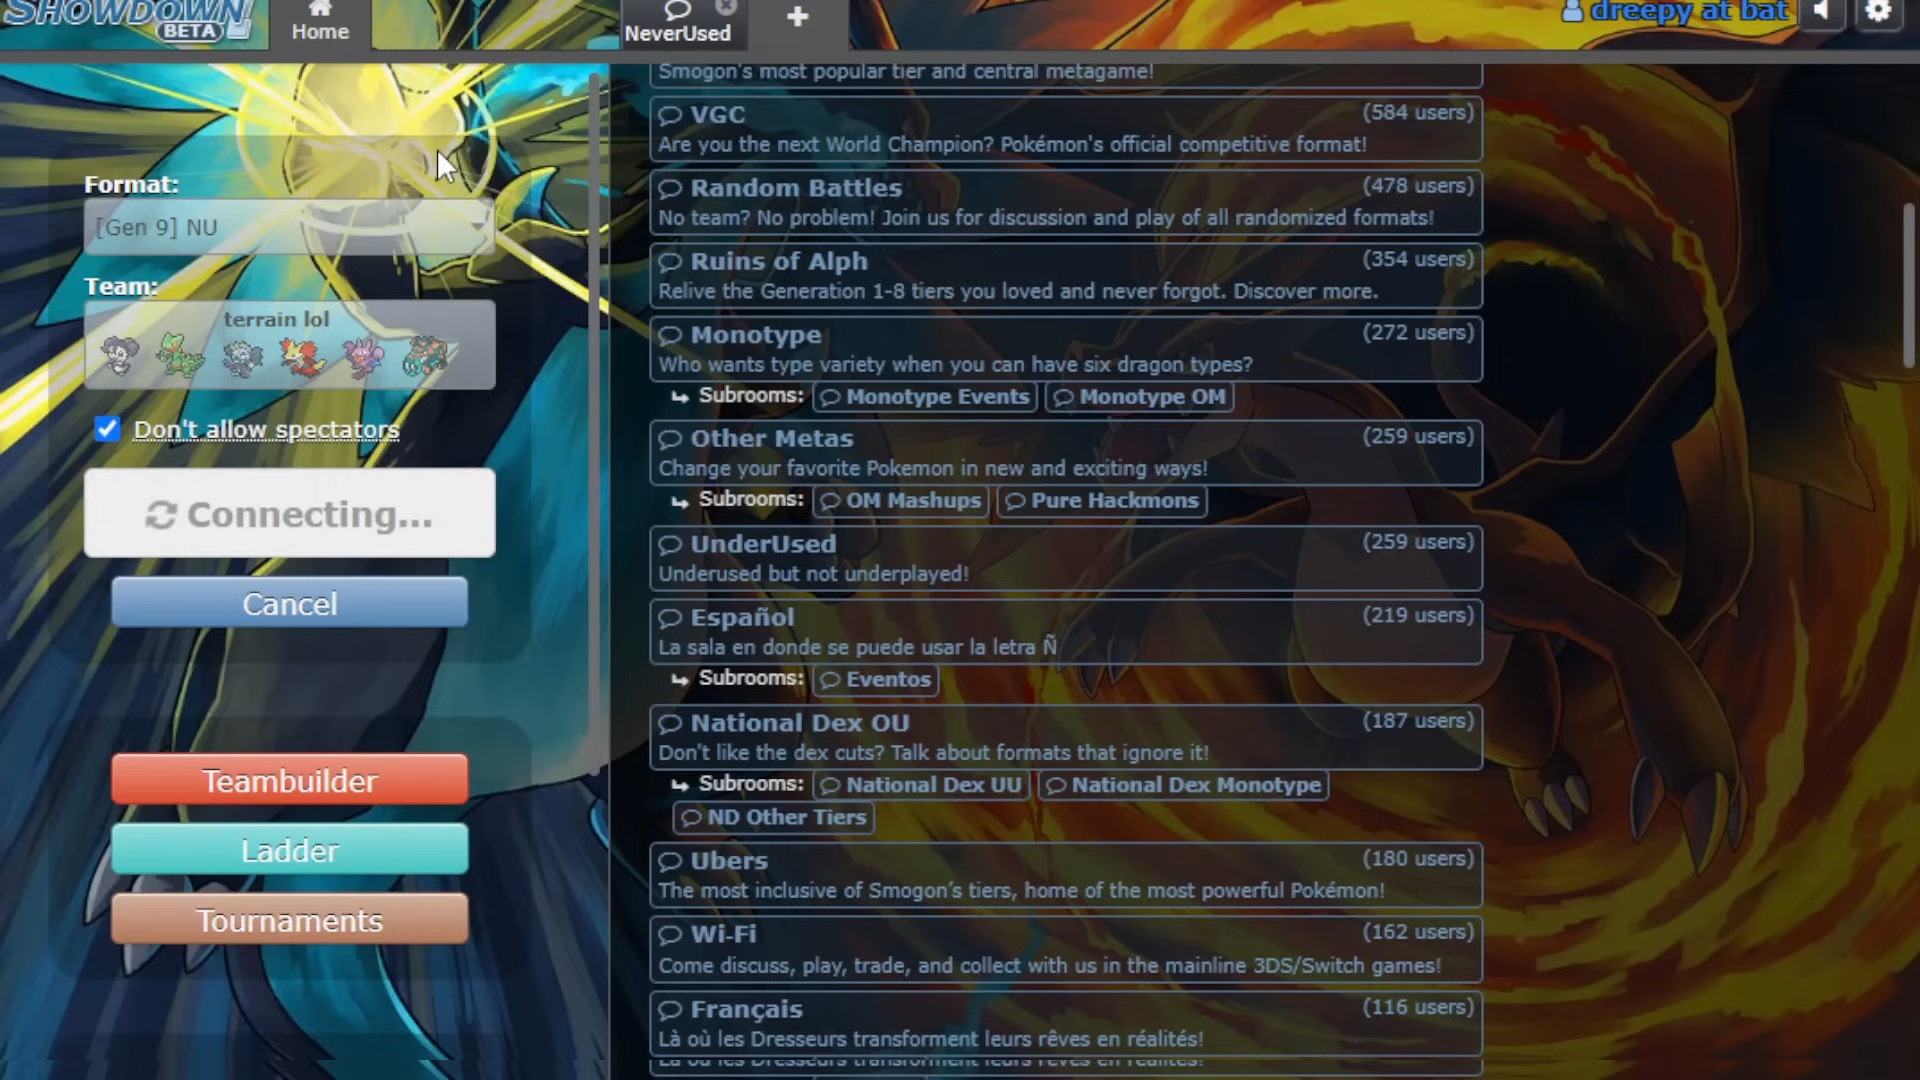 SHOWDOWN
BETA
Home
NeverUsed
+
dreepy at bat
Format:
[Gen 9] NU
Team:
terrain lol
Don't allow spectators
Connecting...
Cancel
Teambuilder
Ladder
Tournaments
Smogon's most popular tier and central metagame!
VGC (584 users)
Are you the next World Champion? Pokémon's official competitive format!
Random Battles (478 users)
No team? No problem! Join us for discussion and play of all randomized formats!
Ruins of Alph (354 users)
Relive the Generation 1-8 tiers you loved and never forgot. Discover more.
Monotype (272 users)
Who wants type variety when you can have six dragon types?
Subrooms: Monotype Events Monotype OM
Other Metas (259 users)
Change your favorite Pokemon in new and exciting ways!
Subrooms: OM Mashups Pure Hackmons
UnderUsed (259 users)
Underused but not underplayed!
Español (219 users)
La sala en donde se puede usar la letra Ñ
Subrooms: Eventos
National Dex OU (187 users)
Don't like the dex cuts? Talk about formats that ignore it!
Subrooms: National Dex UU National Dex Monotype
ND Other Tiers
Ubers (180 users)
The most inclusive of Smogon's tiers, home of the most powerful Pokémon!
Wi-Fi (162 users)
Come discuss, play, trade, and collect with us in the mainline 3DS/Switch games!
Français (116 users)
Là où les Dresseurs transforment leurs rêves en réalités!
Là où les Dresseurs transforment leurs rêves en réalités!